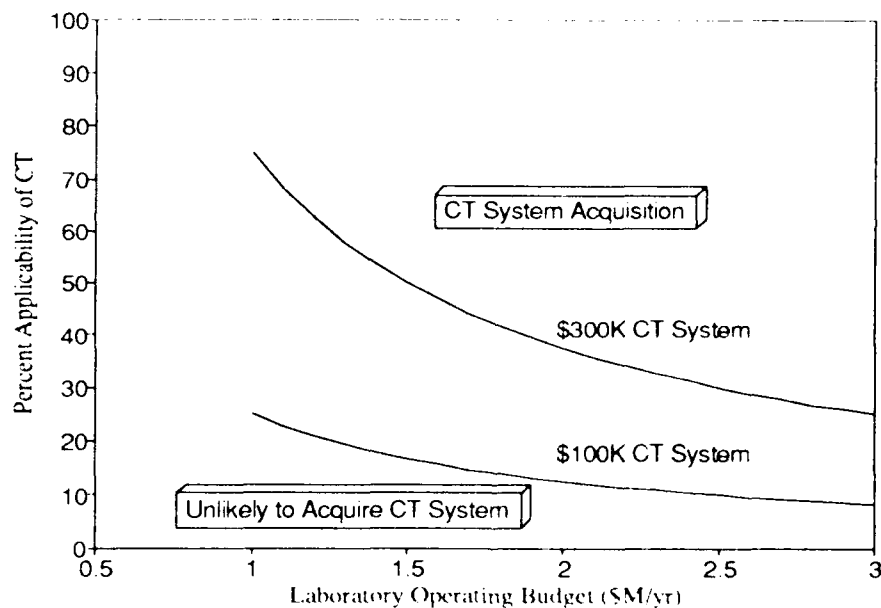 100
90
80
70
60
50
40
30
20
10
0
Percent Applicability of CT
CT System Acquisition
$300K CT System
$100K CT System
Unlikely to Acquire CT System
0.5 1 1.5 2 2.5 3
Laboratory Operating Budget ($M/yr)